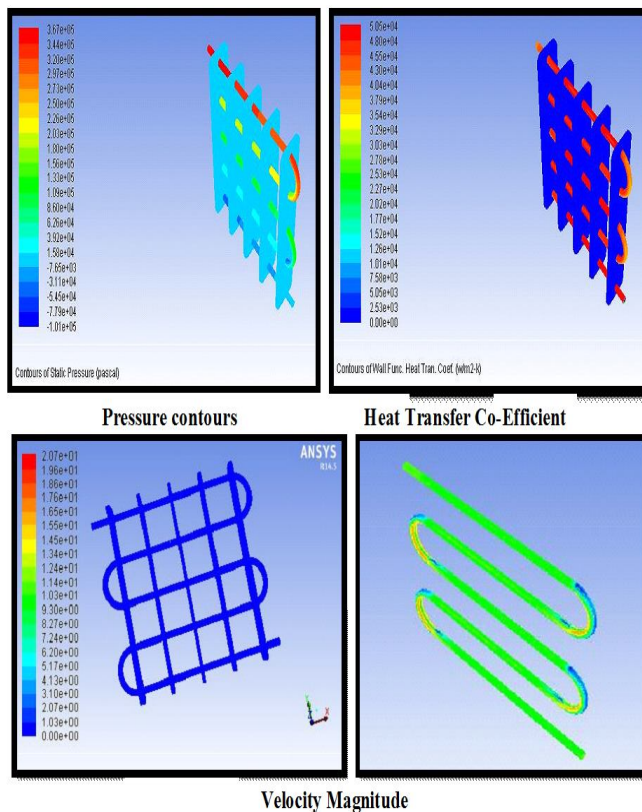 3.67e+05
3.44e+05
3.20e+05
2.97e+05
2.73e+05
2.50e+05
2.26e+05
2.03e+05
1.80e+05
1.56e+05
1.33e+05
1.09e+05
8.60e+04
6.26e+04
3.92e+04
1.58e+04
-7.65e+03
-3.11e+04
-5.45e+04
-7.79e+04
-1.01e+05
Contours of Static Pressure (pascal)
5.05e+04
4.80e+04
4.55e+04
4.30e+04
4.04e+04
3.79e+04
3.54e+04
3.29e+04
3.03e+04
2.78e+04
2.53e+04
2.27e+04
2.02e+04
1.77e+04
1.52e+04
1.26e+04
1.01e+04
7.58e+03
5.05e+03
2.53e+03
0.00e+00
Contours of Wall Func. Heat Tran. Coef. (w/m2-k)
Pressure contours
Heat Transfer Co-Efficient
2.07e+01
1.96e+01
1.86e+01
1.76e+01
1.65e+01
1.55e+01
1.45e+01
1.34e+01
1.24e+01
1.14e+01
1.03e+01
9.30e+00
8.27e+00
7.24e+00
6.20e+00
5.17e+00
4.13e+00
3.10e+00
2.07e+00
1.03e+00
0.00e+00
ANSYS
R14.5
Y
X
Velocity Magnitude